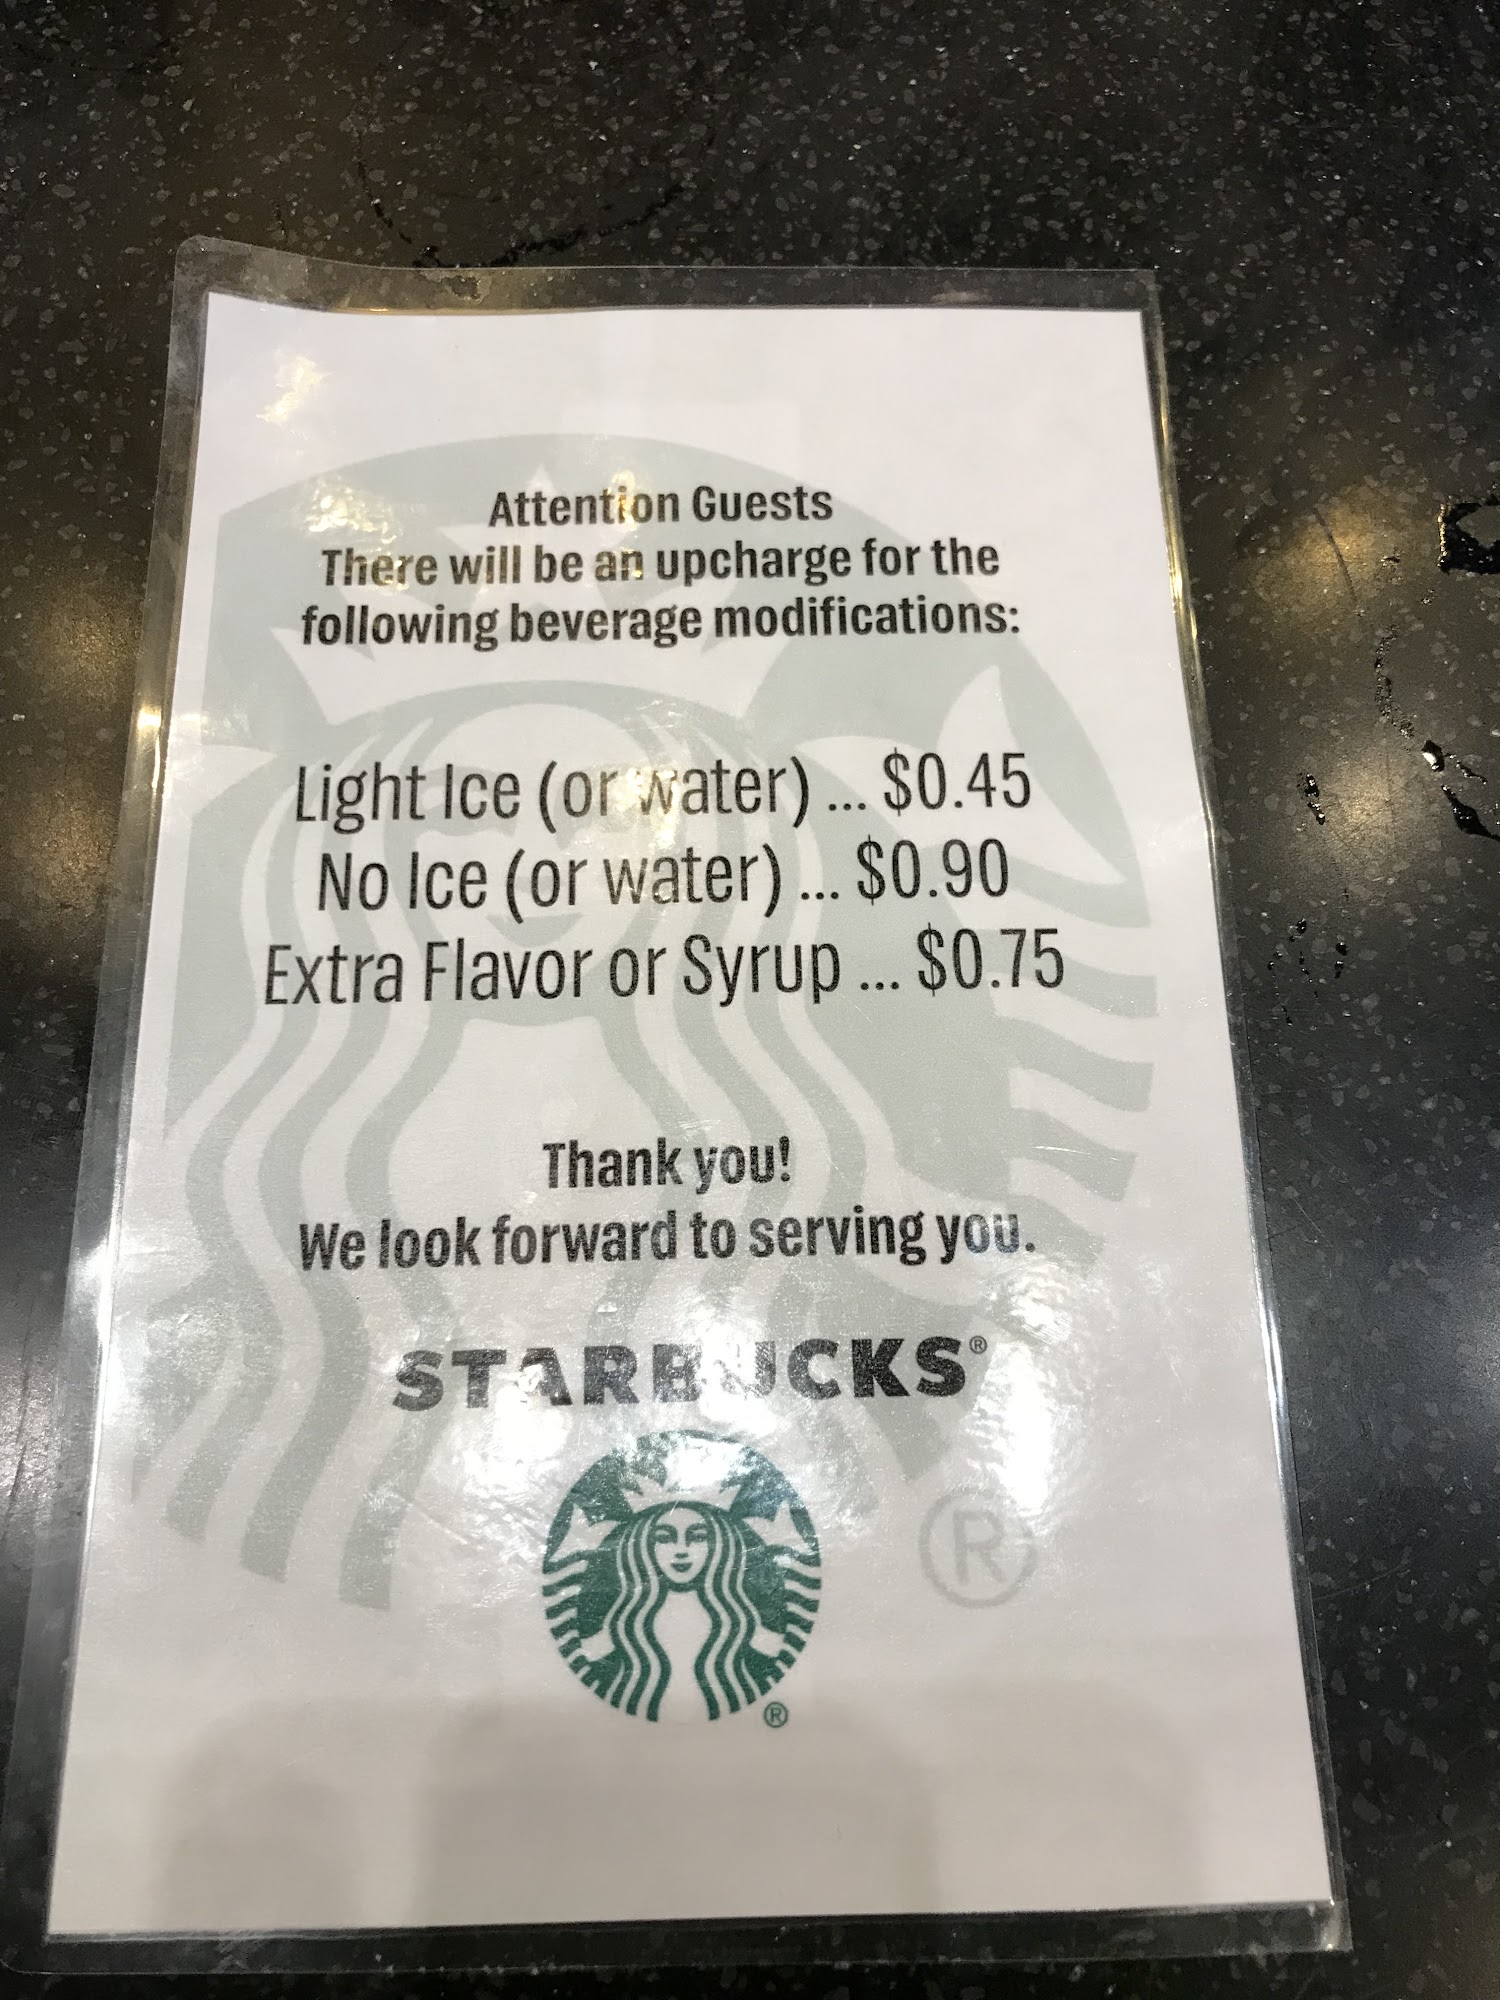 Attention Guests
There will be an upcharge for the
following beverage modifications:
Light Ice (or water) ... $0.45
No Ice (or water) ... $0.90
Extra Flavor or Syrup ... $0.75
Thank you!
We look forward to serving you.
STARBUCKS®
®
®